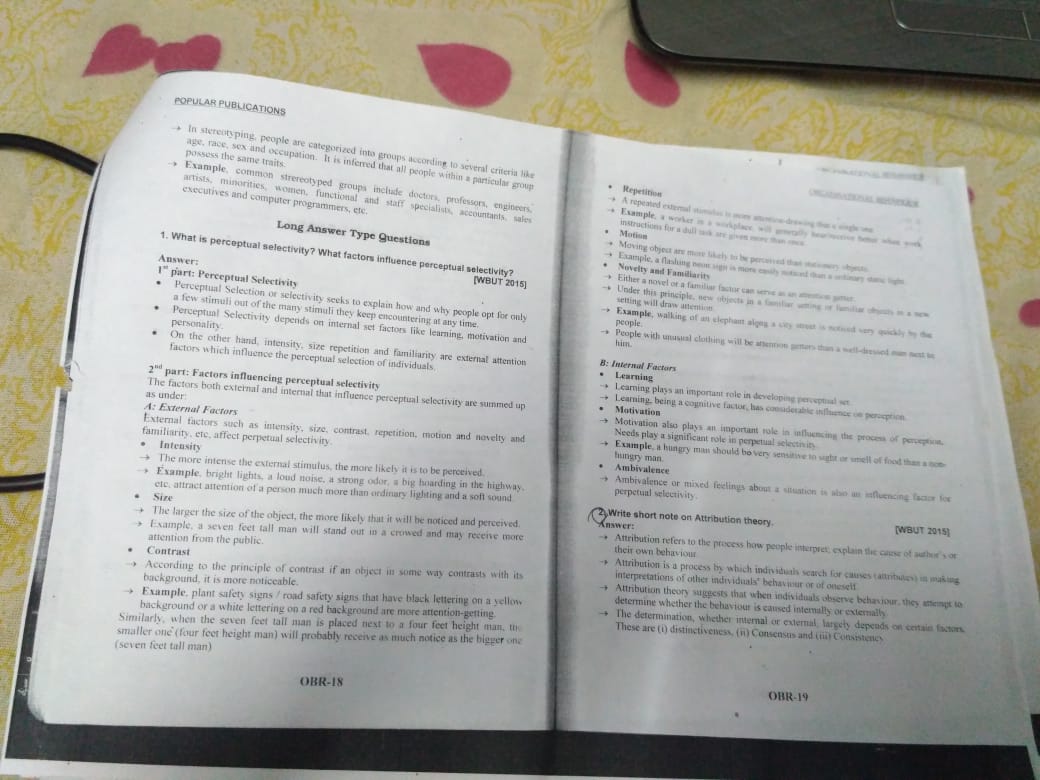 POPULAR PUBLICATIONS
→ In stereotyping, people are categorized into groups according to several criteria like
age, race, sex and occupation. It is inferred that all people within a particular group
possess the same traits.
→ Example, common strereotyped groups include doctors, professors, engineers,
artists, minorities, women, functional and staff specialists, accountants, sales
executives and computer programmers, etc.
Long Answer Type Questions
1. What is perceptual selectivity? What factors influence perceptual selectivity?
[WBUT 2015]
Answer:
1st part: Perceptual Selectivity
• Perceptual Selection or selectivity seeks to explain how and why people opt for only
a few stimuli out of the many stimuli they keep encountering at any time.
• Perceptual Selectivity depends on internal set factors like learning, motivation and
personality.
• On the other hand, intensity, size repetition and familiarity are external attention
factors which influence the perceptual selection of individuals.
2nd part: Factors influencing perceptual selectivity
The factors both external and internal that influence perceptual selectivity are summed up
as under:
A: External Factors
External factors such as intensity, size, contrast, repetition, motion and novelty and
familiarity, etc, affect perpetual selectivity.
• Intensity
→ The more intense the external stimulus, the more likely it is to be perceived.
→ Example, bright lights, a loud noise, a strong odor, a big hoarding in the highway,
etc, attract attention of a person much more than ordinary lighting and a soft sound.
• Size
→ The larger the size of the object, the more likely that it will be noticed and perceived.
→ Example, a seven feet tall man will stand out in a crowed and may receive more
attention from the public.
• Contrast
→ According to the principle of contrast if an object in some way contrasts with its
background, it is more noticeable.
→ Example, plant safety signs / road safety signs that have black lettering on a yellow
background or a white lettering on a red background are more attention-getting.
Similarly, when the seven feet tall man is placed next to a four feet height man, the
smaller one (four feet height man) will probably receive as much notice as the bigger one
(seven feet tall man)
OBR-18
ORGANISATIONAL BEHAVIOUR
• Repetition
→ A repeated external stimulus is more attention-drawing than a single one.
→ Example, a worker in a workplace, will generally hear/receive better when work
instructions for a dull task are given more than once.
• Motion
→ Moving object are more likely to be perceived than stationery objects.
→ Example, a flashing neon sign is more easily noticed than a ordinary static light.
• Novelty and Familiarity
→ Either a novel or a familiar factor can serve as an attention getter.
→ Under this principle, new objects in a familiar setting or familiar objects in a new
setting will draw attention.
→ Example, walking of an elephant along a city street is noticed very quickly by the
people.
→ People with unusual clothing will be attention getters than a well-dressed man next to
him.
B: Internal Factors
• Learning
→ Learning plays an important role in developing perceptual set.
→ Learning, being a cognitive factor, has considerable influence on perception.
• Motivation
→ Motivation also plays an important role in influencing the process of perception.
Needs play a significant role in perpetual selectivity.
→ Example, a hungry man should be very sensitive to sight or smell of food than a non-
hungry man.
• Ambivalence
→ Ambivalence or mixed feelings about a situation is also an influencing factor for
perpetual selectivity.
2. Write short note on Attribution theory. [WBUT 2015]
Answer:
→ Attribution refers to the process how people interpret, explain the cause of author's or
their own behaviour.
→ Attribution is a process by which individuals search for causes (attributes) in making
interpretations of other individuals' behaviour or of oneself.
→ Attribution theory suggests that when individuals observe behaviour, they attempt to
determine whether the behaviour is caused internally or externally.
→ The determination, whether internal or external, largely depends on certain factors.
These are (i) distinctiveness, (ii) Consensus and (iii) Consistency
OBR-19